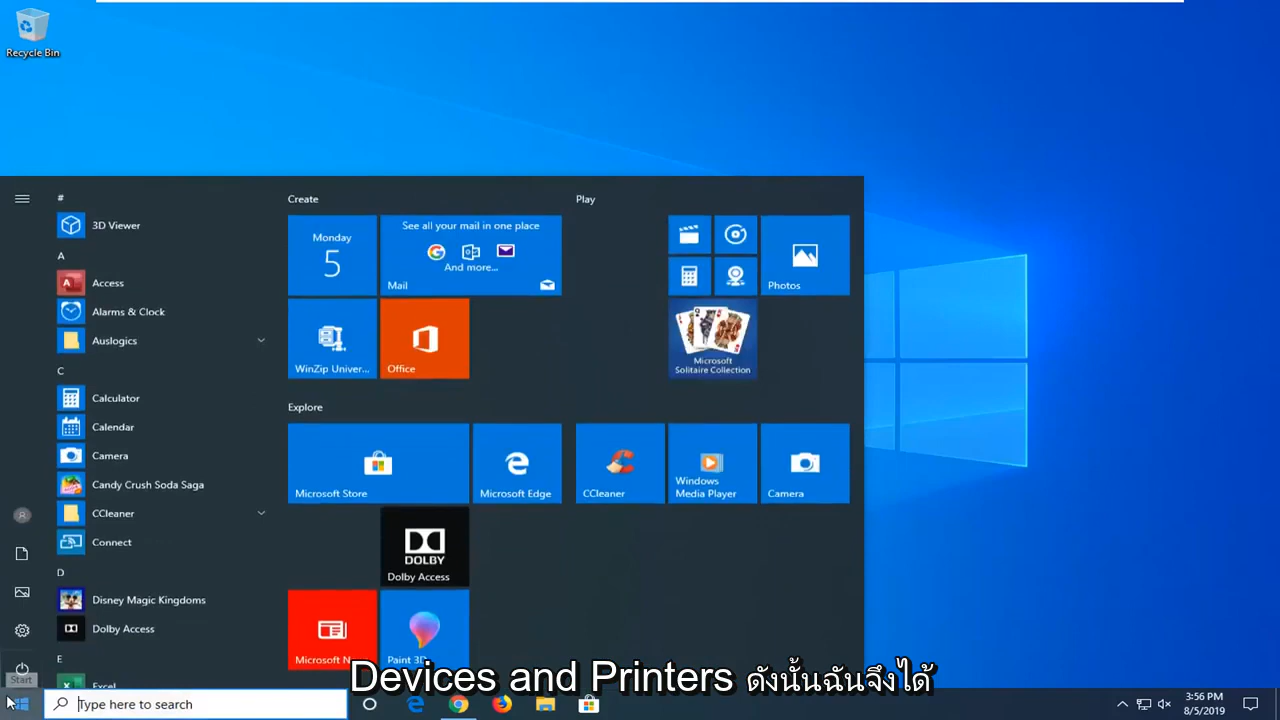 Recycle Bin
#
3D Viewer
A
Access
Alarms & Clock
Auslogics
C
Calculator
Calendar
Camera
Candy Crush Soda Saga
CCleaner
Connect
D
Disney Magic Kingdoms
Dolby Access
E
Excel
Start
Create
Monday
5
See all your mail in one place
And more...
Mail
WinZip Univer...
Office
Explore
Microsoft Store
Microsoft Edge
DOLBY
Dolby Access
Microsoft N
Paint 3D
Play
Photos
Microsoft
Solitaire Collection
CCleaner
Windows
Media Player
Camera
Devices and Printers ดังนั้นฉันจึงได้
Type here to search
3:56 PM
8/5/2019